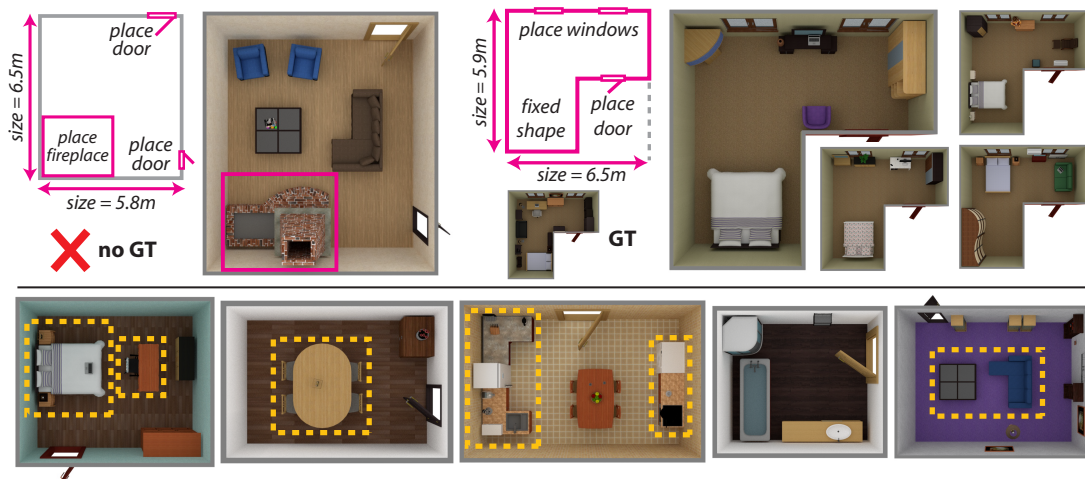 place
door
size = 6.5m
place
fireplace
place
door
size = 5.8m
no GT
place windows
size = 5.9m
fixed
shape
place
door
size = 6.5m
GT